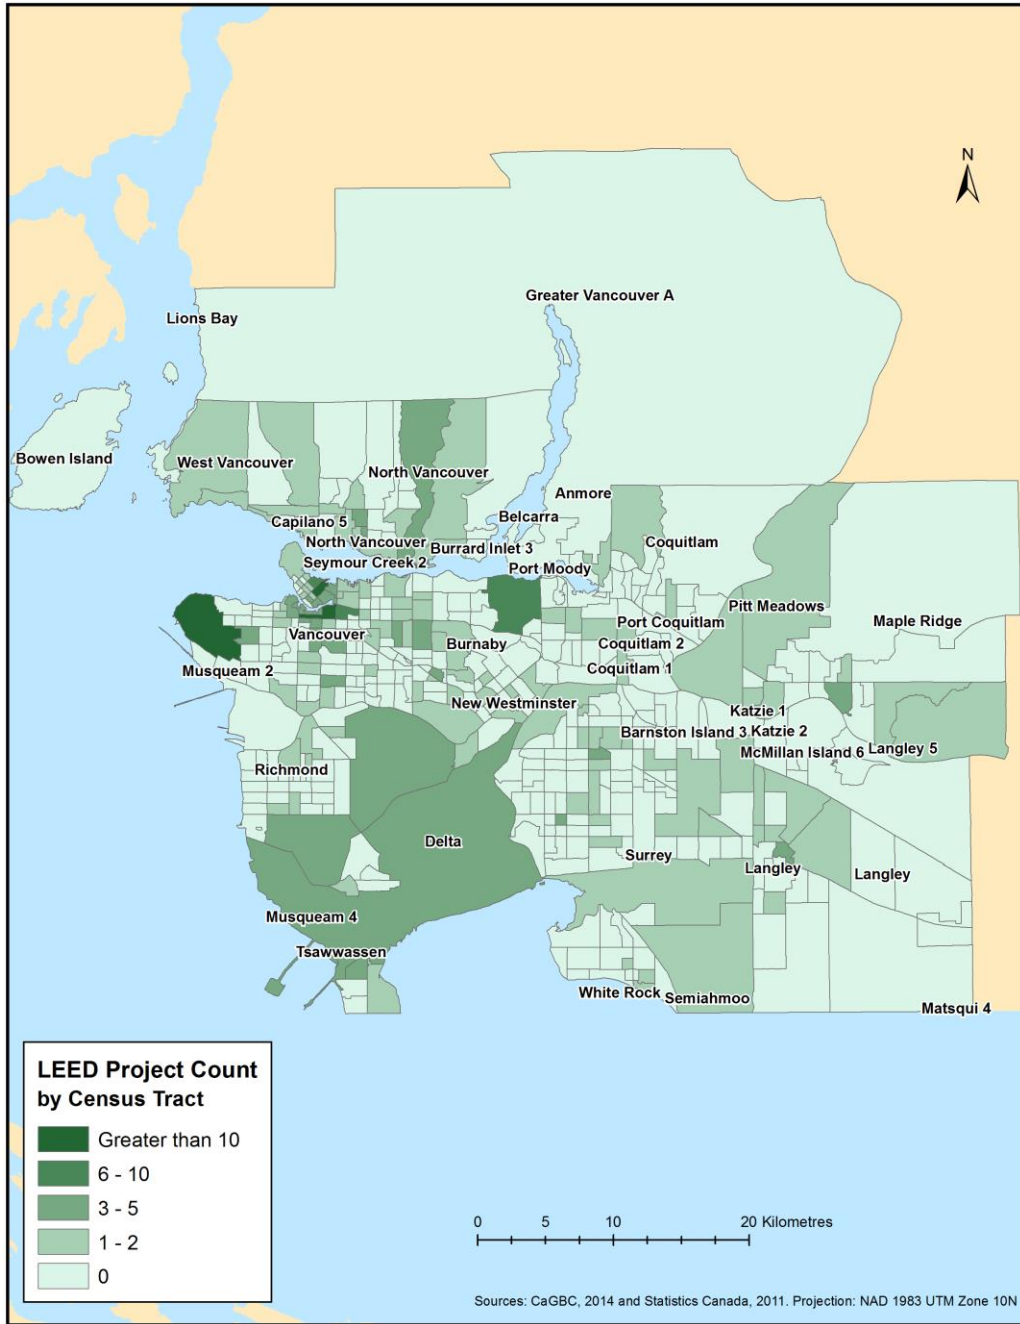 N
Greater Vancouver A
Lions Bay
Bowen Island
West Vancouver
North Vancouver
Anmore
Belcarra
Capilano 5
North Vancouver
Burrard Inlet 3
Coquitlam
Seymour Creek 2
Port Moody
Pitt Meadows
Maple Ridge
Port Coquitlam
Vancouver
Burnaby
Coquitlam 2
Musqueam 2
Coquitlam 1
New Westminster
Katzie 1
Barnston Island 3
Katzie 2
McMillan Island 6
Langley 5
Richmond
Delta
Surrey
Langley
Langley
Musqueam 4
Tsawwassen
White Rock
Semiahmoo
Matsqui 4
LEED Project Count
by Census Tract
Greater than 10
6 - 10
3 - 5
1 - 2
0
0 5 10 20 Kilometres
Sources: CaGBC, 2014 and Statistics Canada, 2011. Projection: NAD 1983 UTM Zone 10N